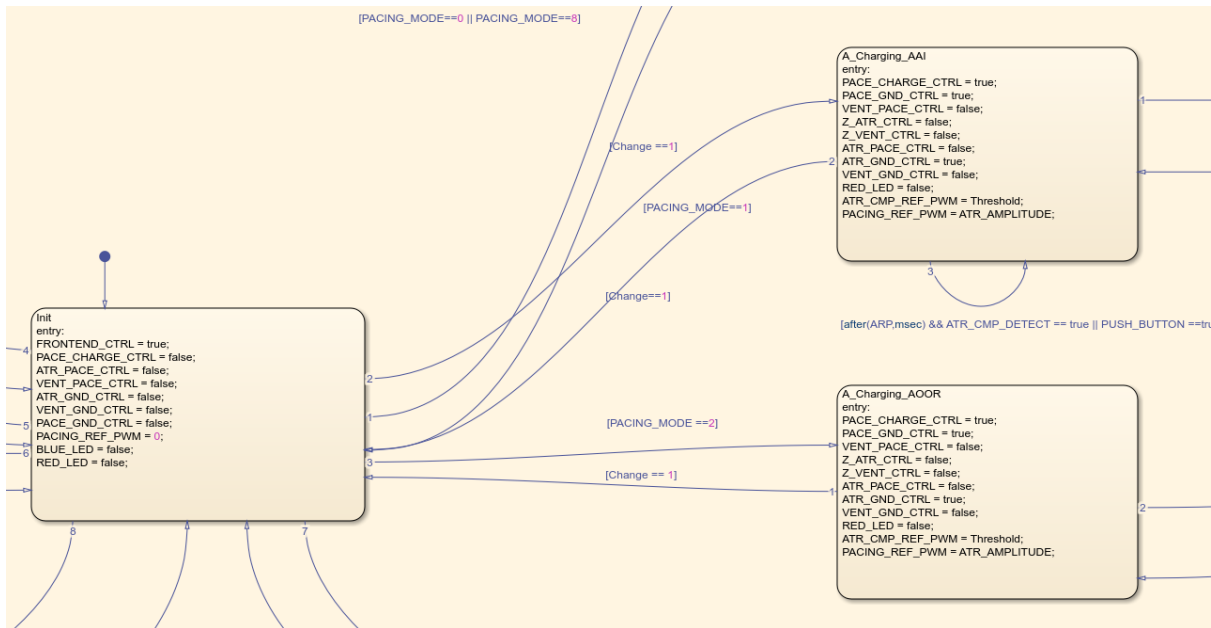 [PACING_MODE==0 || PACING_MODE==8]
A_Charging_AAI
entry:
PACE_CHARGE_CTRL = true;
PACE_GND_CTRL = true;
VENT_PACE_CTRL = false;
Z_ATR_CTRL = false;
Z_VENT_CTRL = false;
ATR_PACE_CTRL = false;
ATR_GND_CTRL = true;
VENT_GND_CTRL = false;
RED_LED = false;
ATR_CMP_REF_PWM = Threshold;
PACING_REF_PWM = ATR_AMPLITUDE;
1
2
3
[Change ==1]
[PACING_MODE==1]
[Change==1]
[after(ARP,msec) && ATR_CMP_DETECT == true || PUSH_BUTTON ==tru
Init
entry:
FRONTEND_CTRL = true;
PACE_CHARGE_CTRL = false;
ATR_PACE_CTRL = false;
VENT_PACE_CTRL = false;
ATR_GND_CTRL = false;
VENT_GND_CTRL = false;
PACE_GND_CTRL = false;
PACING_REF_PWM = 0;
BLUE_LED = false;
RED_LED = false;
4
5
6
2
1
3
8
7
[PACING_MODE ==2]
[Change == 1]
A_Charging_AOOR
entry:
PACE_CHARGE_CTRL = true;
PACE_GND_CTRL = true;
VENT_PACE_CTRL = false;
Z_ATR_CTRL = false;
Z_VENT_CTRL = false;
ATR_PACE_CTRL = false;
ATR_GND_CTRL = true;
VENT_GND_CTRL = false;
RED_LED = false;
ATR_CMP_REF_PWM = Threshold;
PACING_REF_PWM = ATR_AMPLITUDE;
1
2